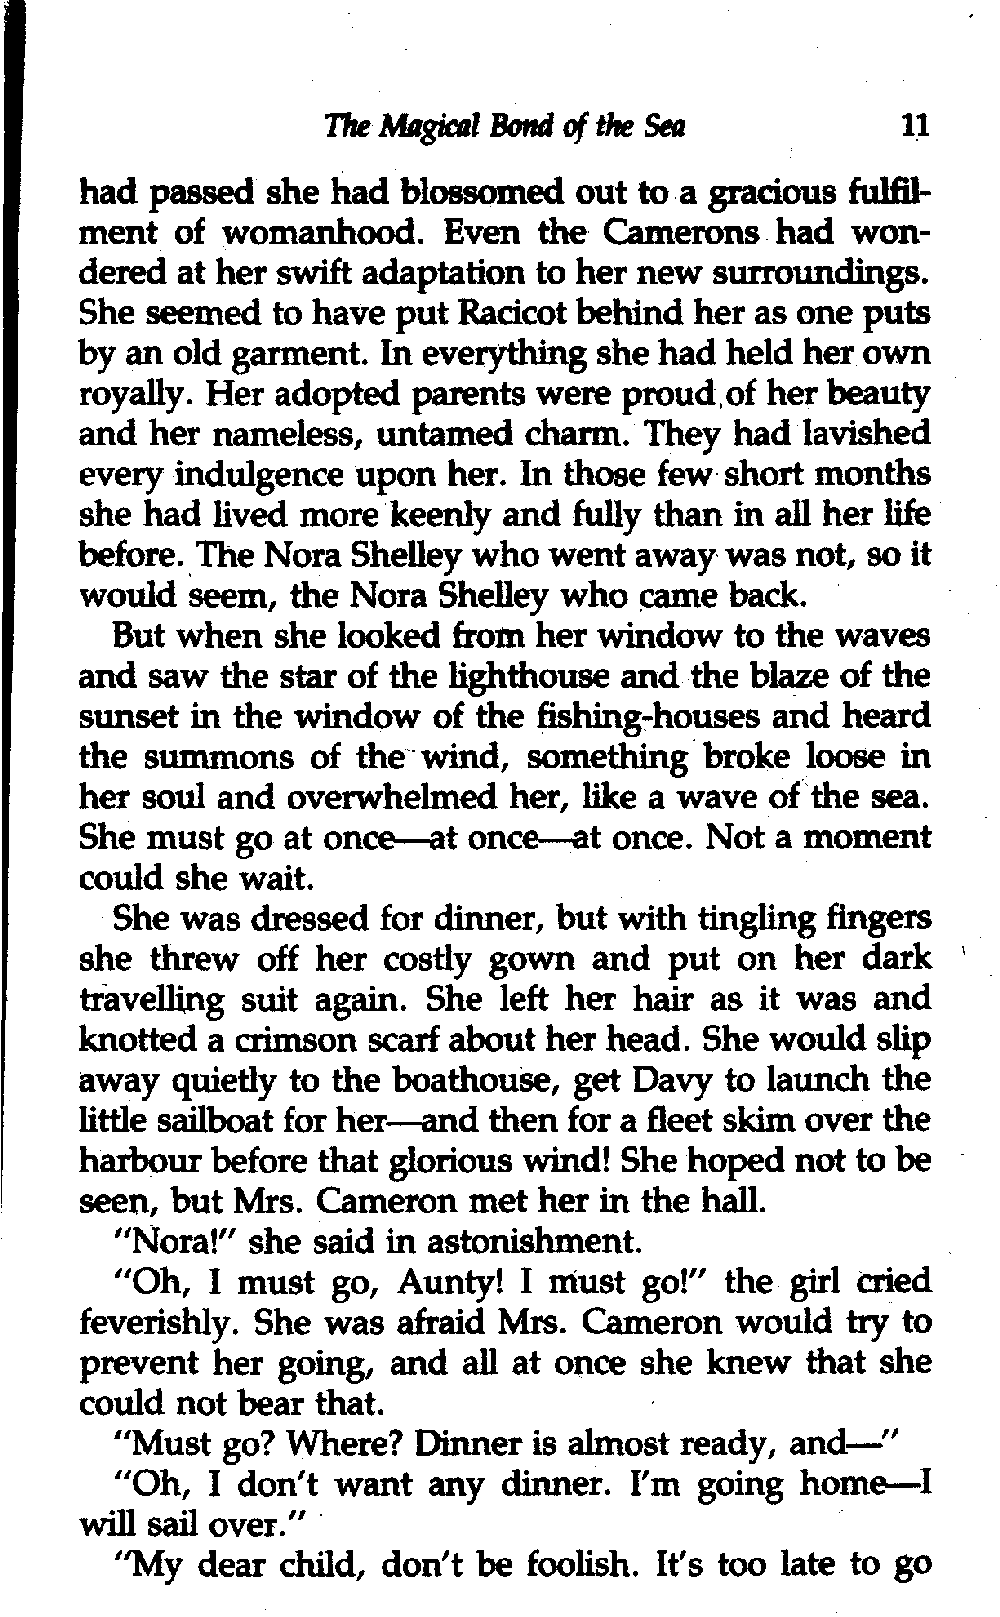 The Magical Bond of the Sea 11
had passed she had blossomed out to a gracious fulfil-
ment of womanhood. Even the Camerons had won-
dered at her swift adaptation to her new surroundings.
She seemed to have put Racicot behind her as one puts
by an old garment. In everything she had held her own
royally. Her adopted parents were proud of her beauty
and her nameless, untamed charm. They had lavished
every indulgence upon her. In those few short months
she had lived more keenly and fully than in all her life
before. The Nora Shelley who went away was not, so it
would seem, the Nora Shelley who came back.
But when she looked from her window to the waves
and saw the star of the lighthouse and the blaze of the
sunset in the window of the fishing-houses and heard
the summons of the wind, something broke loose in
her soul and overwhelmed her, like a wave of the sea.
She must go at once—at once—at once. Not a moment
could she wait.
She was dressed for dinner, but with tingling fingers
she threw off her costly gown and put on her dark
travelling suit again. She left her hair as it was and
knotted a crimson scarf about her head. She would slip
away quietly to the boathouse, get Davy to launch the
little sailboat for her—and then for a fleet skim over the
harbour before that glorious wind! She hoped not to be
seen, but Mrs. Cameron met her in the hall.
"Nora!" she said in astonishment.
"Oh, I must go, Aunty! I must go!" the girl cried
feverishly. She was afraid Mrs. Cameron would try to
prevent her going, and all at once she knew that she
could not bear that.
"Must go? Where? Dinner is almost ready, and—"
"Oh, I don't want any dinner. I'm going home—I
will sail over."
"My dear child, don't be foolish. It's too late to go